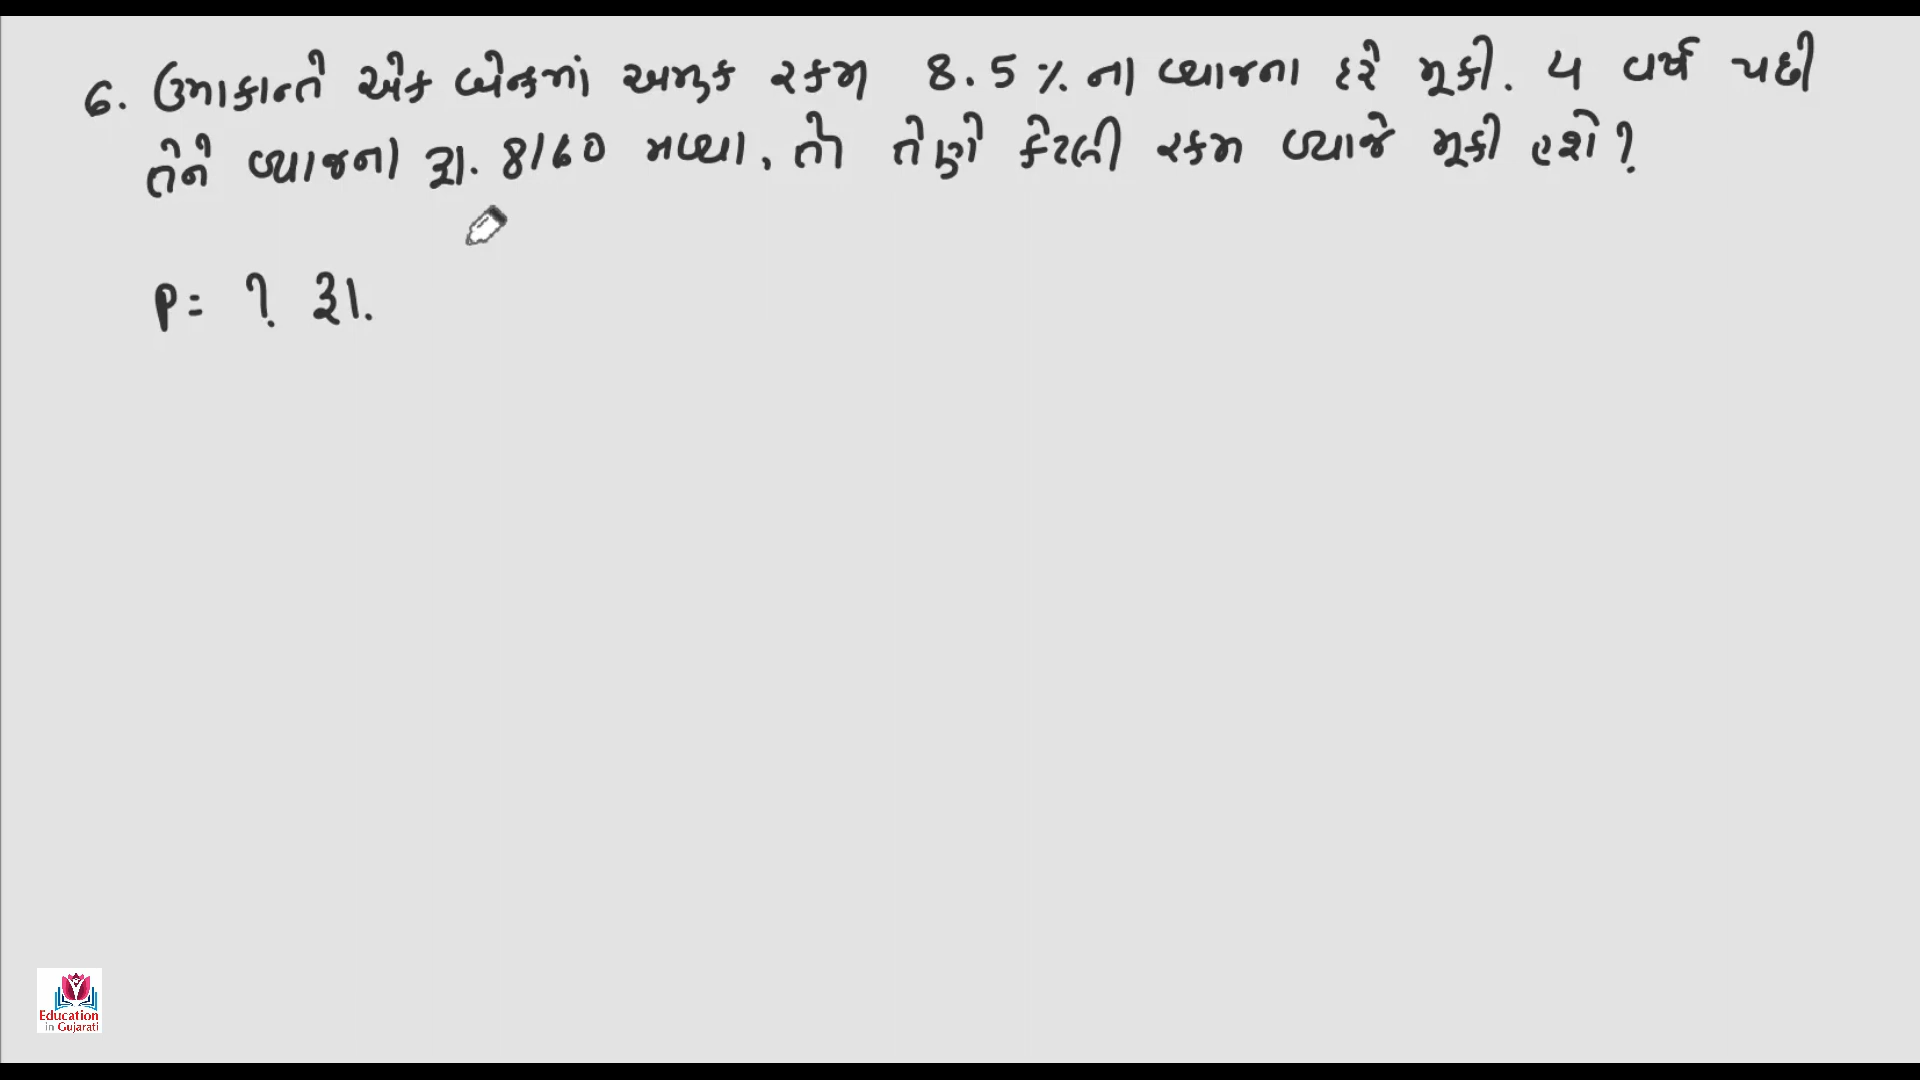 6. ઉમાકાન્તે એક બેન્કમાં અમુક રકમ 8.5% ના વ્યાજના દરે મૂકી. 4 વર્ષ પછી
તેને વ્યાજના રૂા. 8160 મળ્યા, તો તેણે કેટલી રકમ વ્યાજે મૂકી હશે?
P = ? રૂા.
Education
in Gujarati